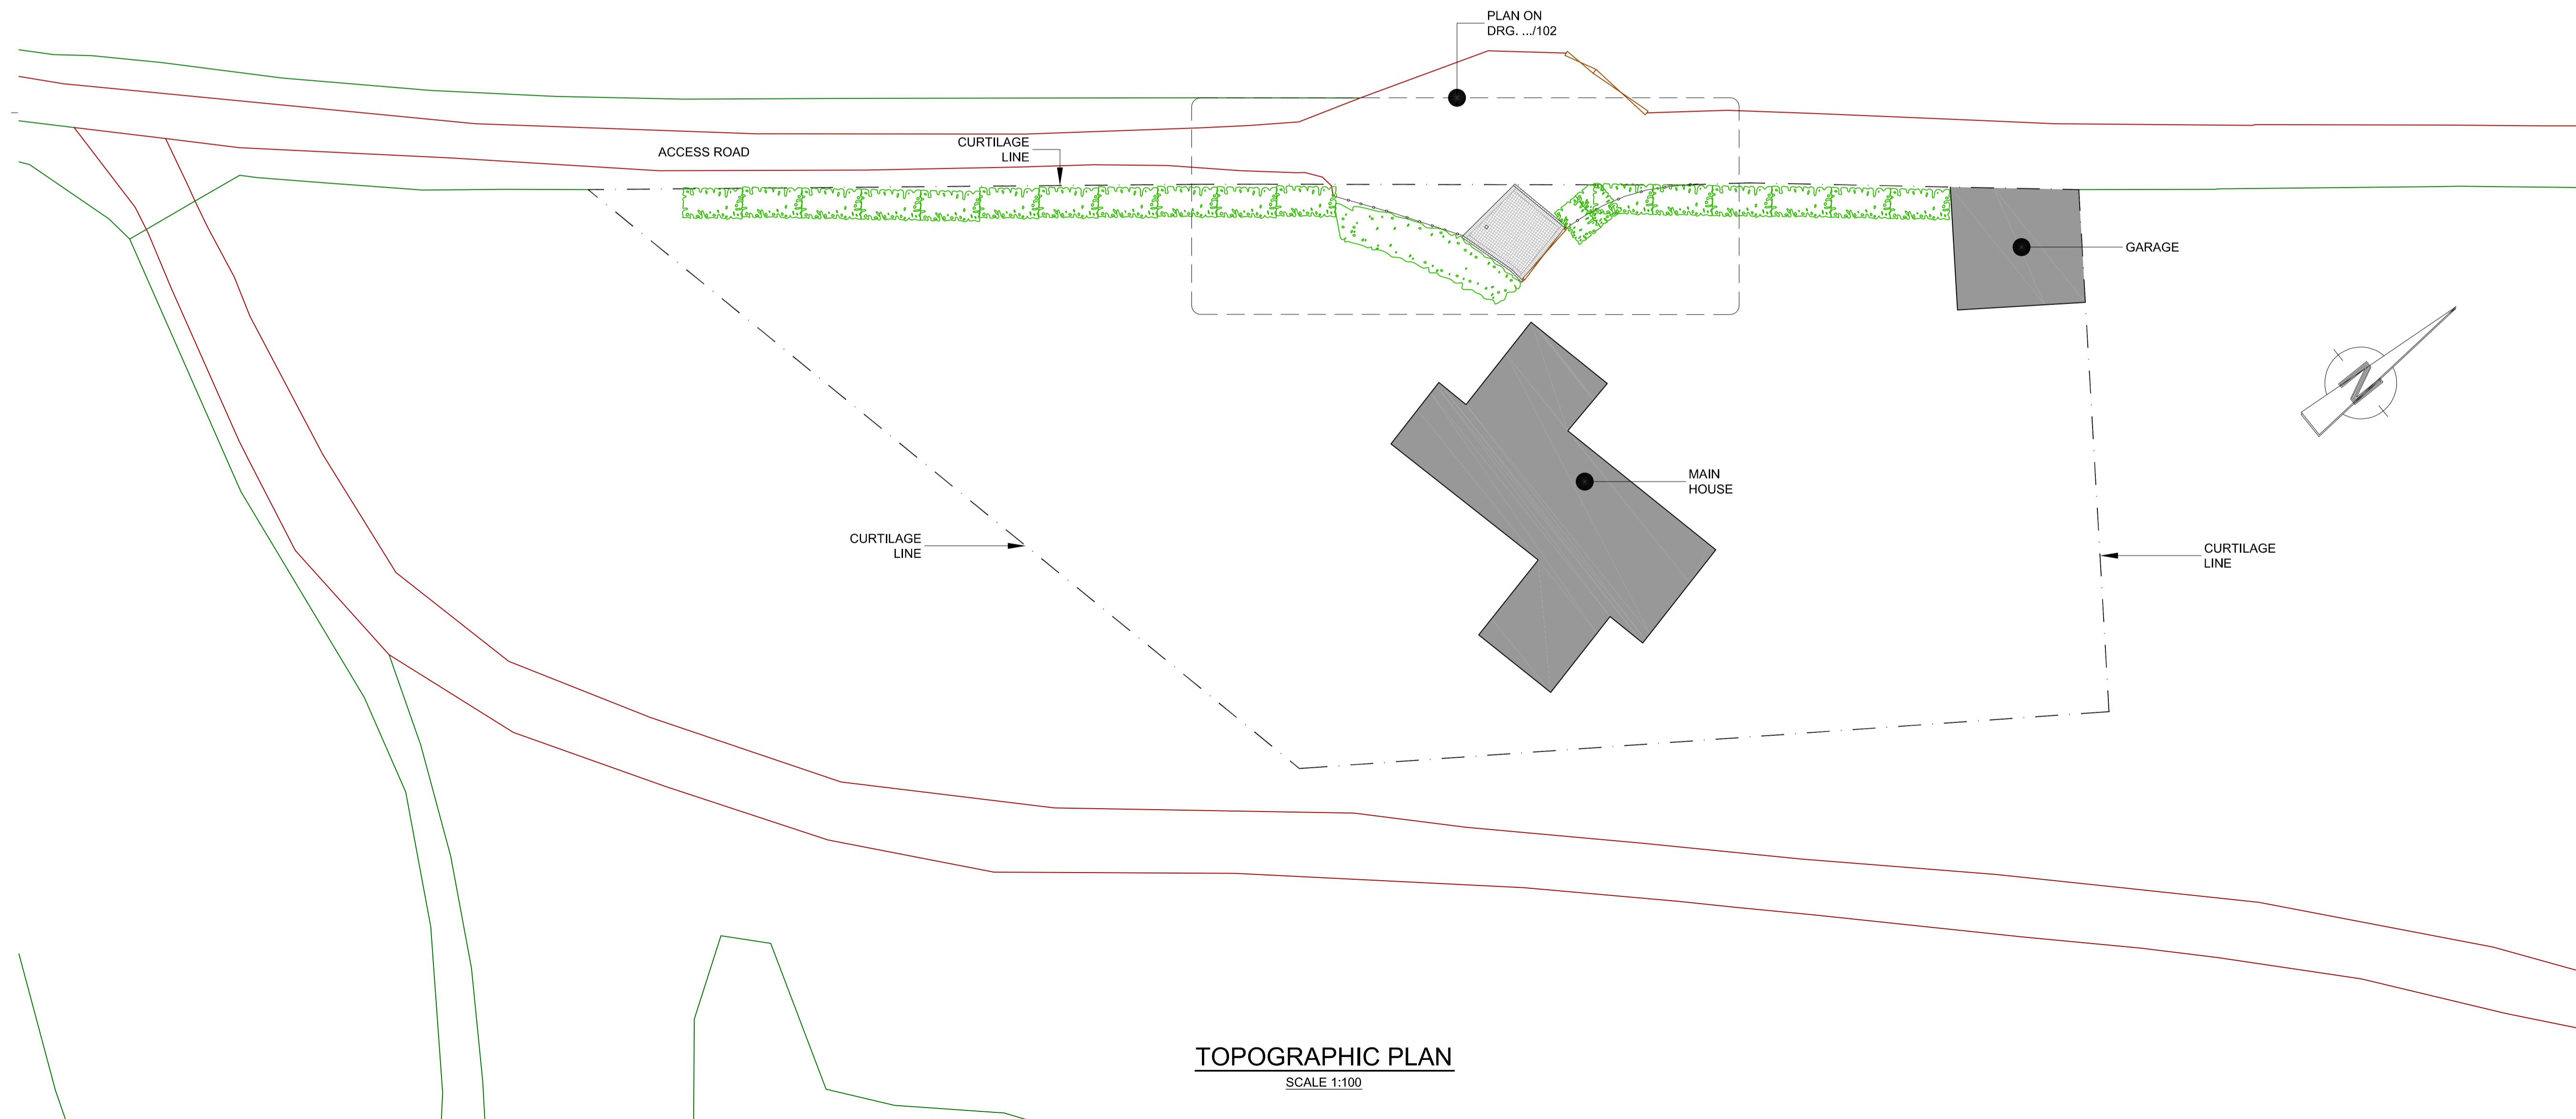 PLAN ON
DRG. .../102
CURTILAGE
LINE
ACCESS ROAD
GARAGE
N
MAIN
HOUSE
CURTILAGE
LINE
CURTILAGE
LINE
TOPOGRAPHIC PLAN
SCALE 1:100